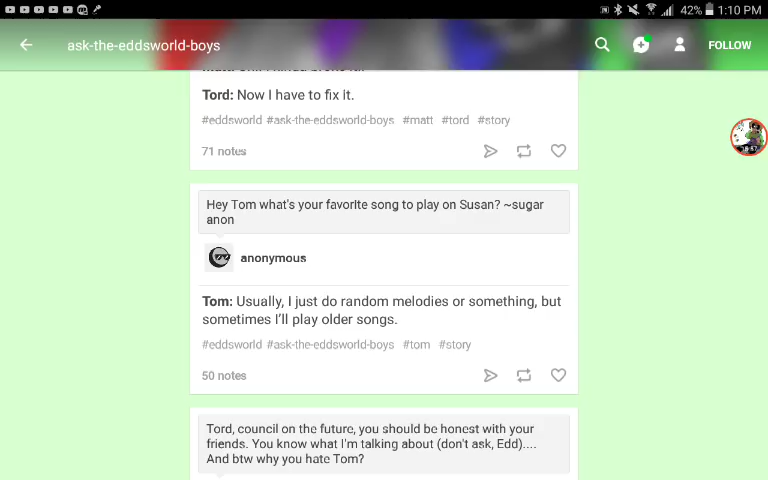 42% 1:10 PM
ask-the-eddsworld-boys
FOLLOW
Tord: Now I have to fix it.
#eddsworld #ask-the-eddsworld-boys #matt #tord #story
71 notes
Hey Tom what's your favorite song to play on Susan? ~sugar
anon
anonymous
Tom: Usually, I just do random melodies or something, but
sometimes I'll play older songs.
#eddsworld #ask-the-eddsworld-boys #tom #story
50 notes
Tord, council on the future, you should be honest with your
friends. You know what I'm talking about (don't ask, Edd)....
And btw why you hate Tom?